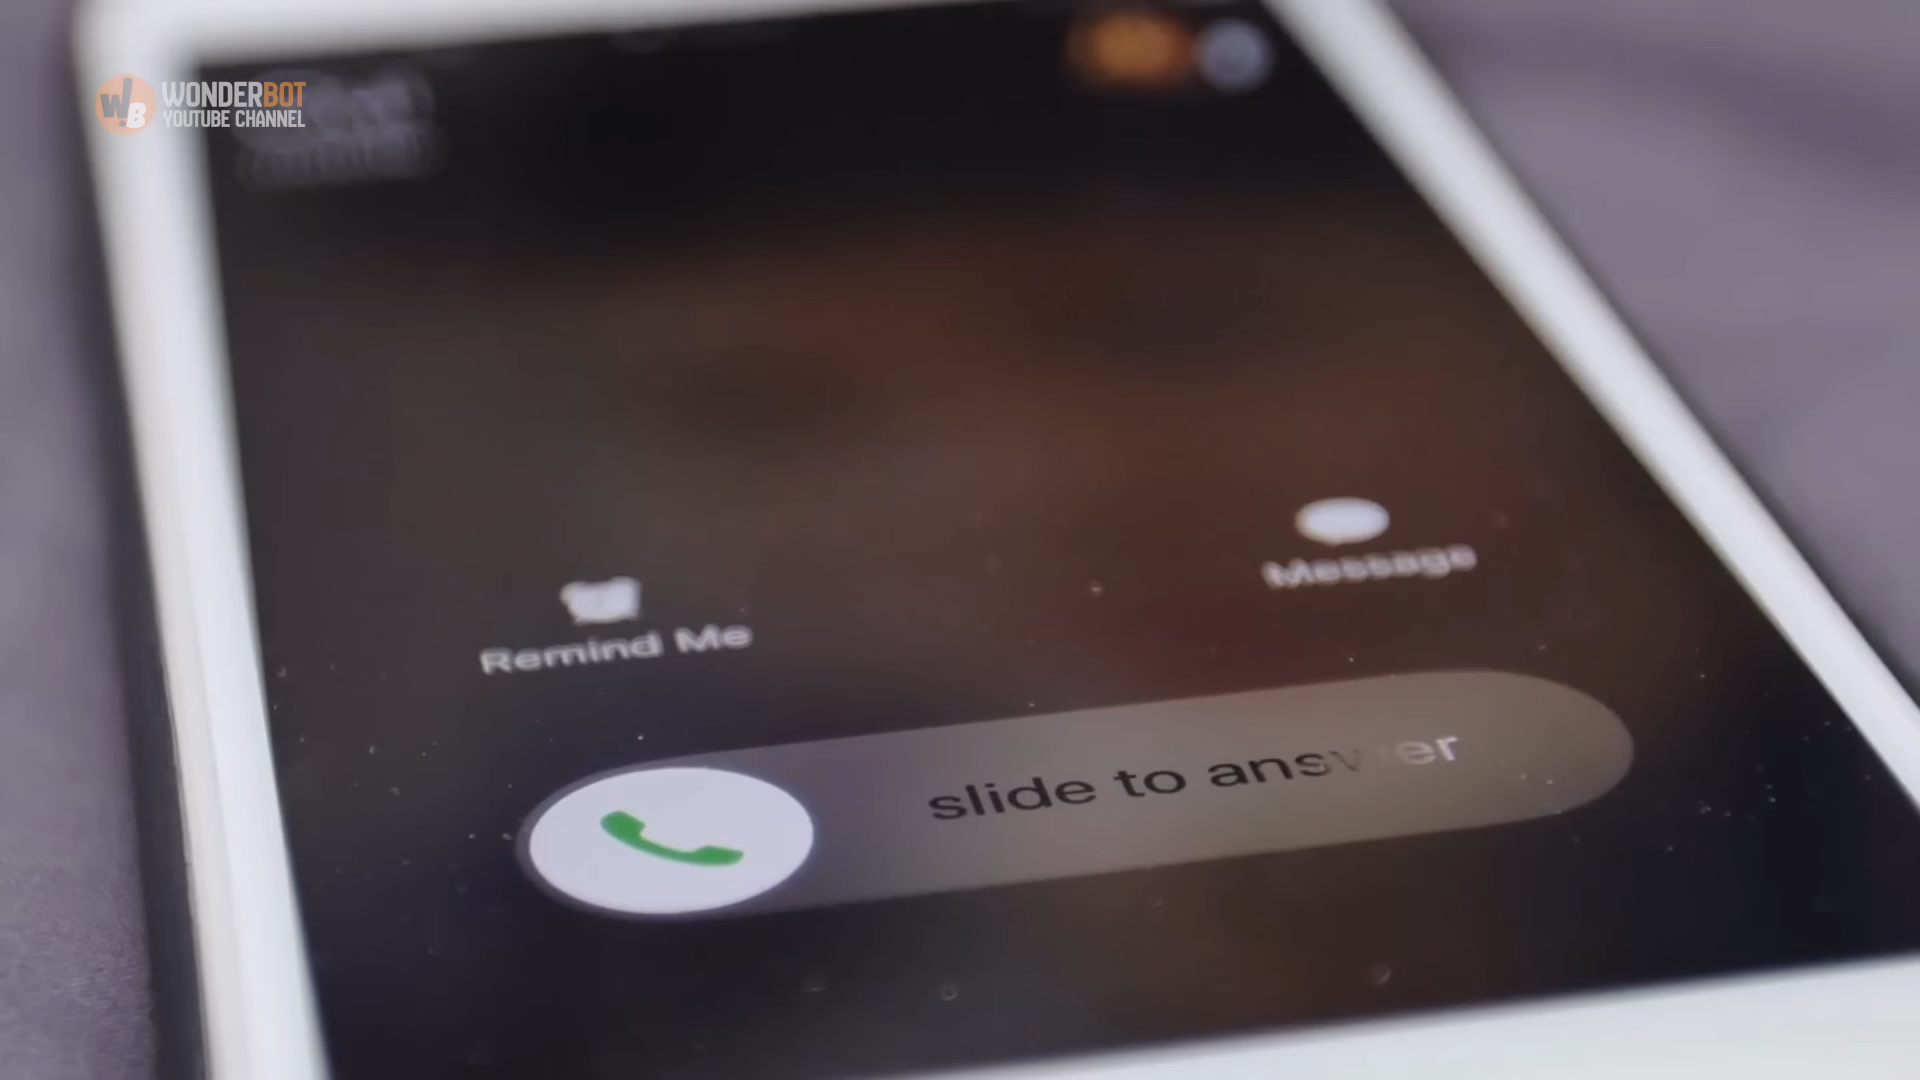 WONDERBOT
YOUTUBE CHANNEL
Message
Remind Me
slide to answer